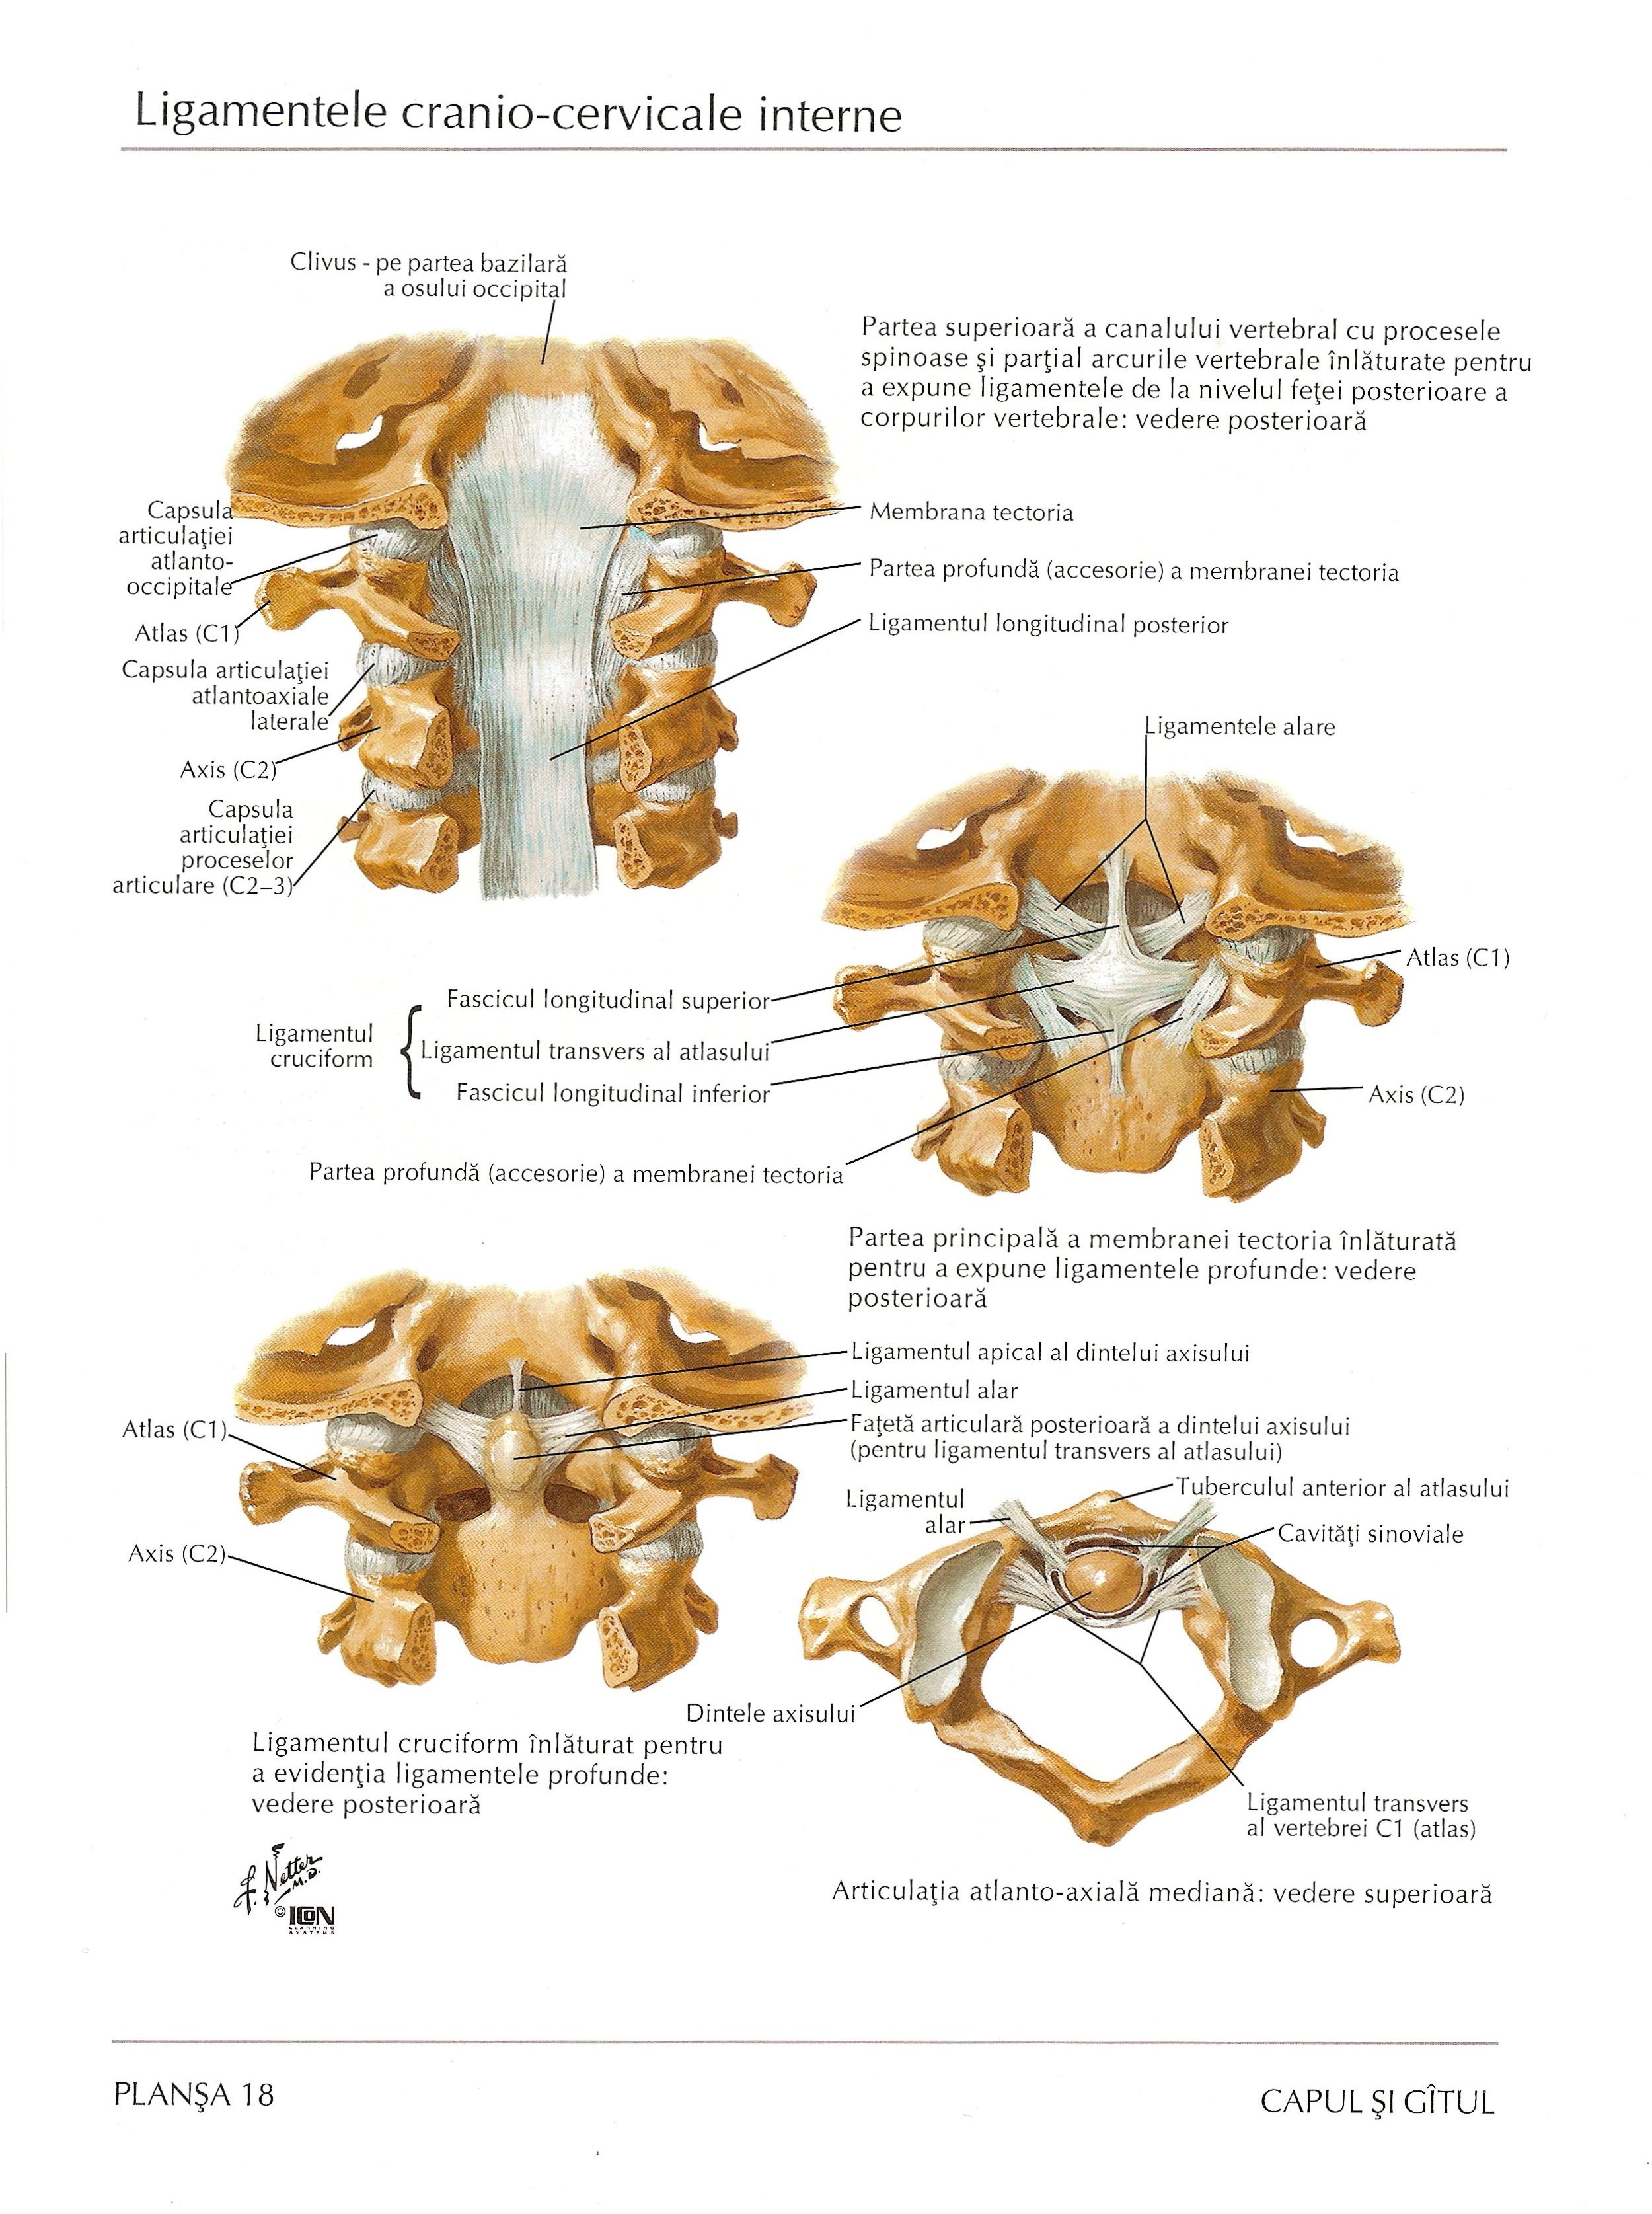 Ligamentele cranio-cervicale interne
Clivus - pe partea bazilară
a osului occipital
Partea superioară a canalului vertebral cu procesele
spinoase şi parţial arcurile vertebrale înlăturate pentru
a expune ligamentele de la nivelul feţei posterioare a
corpurilor vertebrale: vedere posterioară
Capsula
articulaţiei
atlanto-
occipitale
Atlas (C1)
Capsula articulaţiei
atlantoaxiale
laterale
Axis (C2)
Capsula
articulaţiei
proceselor
articulare (C2–3)
Membrana tectoria
Partea profundă (accesorie) a membranei tectoria
Ligamentul longitudinal posterior
Ligamentele alare
Atlas (C1)
Axis (C2)
Ligamentul
cruciform
Fascicul longitudinal superior
Ligamentul transvers al atlasului
Fascicul longitudinal inferior
Partea profundă (accesorie) a membranei tectoria
Partea principală a membranei tectoria înlăturată
pentru a expune ligamentele profunde: vedere
posterioară
Ligamentul apical al dintelui axisului
Ligamentul alar
Faţetă articulară posterioară a dintelui axisului
(pentru ligamentul transvers al atlasului)
Atlas (C1)
Axis (C2)
Ligamentul
alar
Tuberculul anterior al atlasului
Cavităţi sinoviale
Dintele axisului
Ligamentul cruciform înlăturat pentru
a evidenţia ligamentele profunde:
vedere posterioară
Ligamentul transvers
al vertebrei C1 (atlas)
Articulaţia atlanto-axială mediană: vedere superioară
F. Netter
M.D.
© ICON
LEARNING
SYSTEMS
PLANŞA 18
CAPUL ŞI GÎTUL